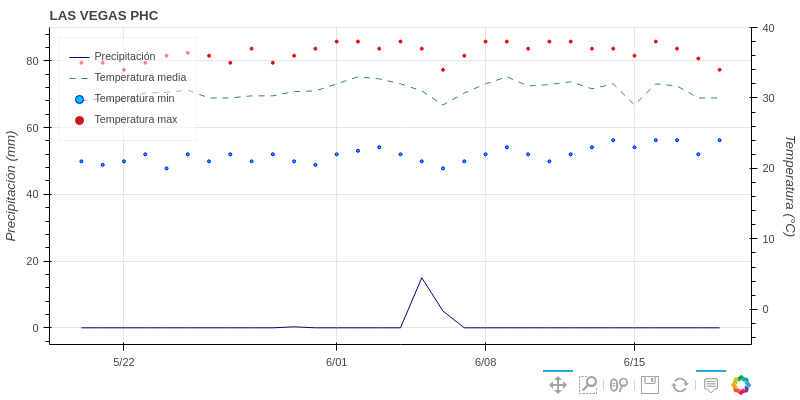 LAS VEGAS PHC
Precipitación
Temperatura media
Temperatura min
Temperatura max
Precipitación (mm)
80
60
40
20
0
Temperatura (°C)
40
30
20
10
0
5/22
6/01
6/08
6/15